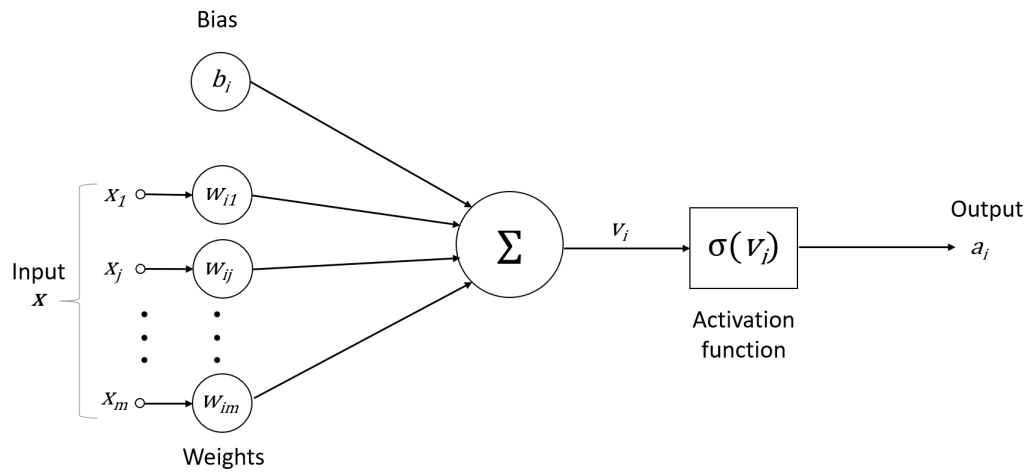 Bias
b_i
x_1
w_i1
x_j
w_ij
Input
x
x_m
w_im
Weights
Σ
v_i
σ(v_i)
Activation
function
Output
a_i